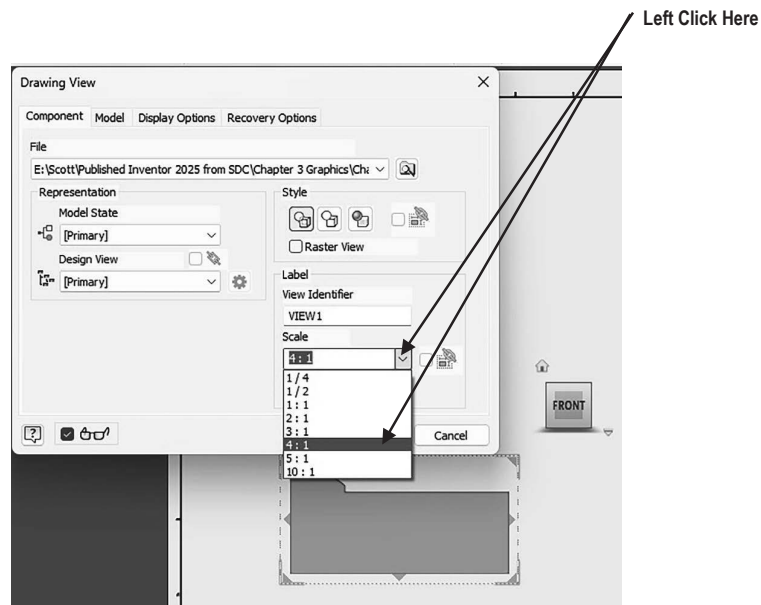 Left Click Here
Drawing View
Component Model Display Options Recovery Options
File
E:\Scott\Published Inventor 2025 from SDC\Chapter 3 Graphics\Cha
Representation
Model State
[Primary]
Design View
[Primary]
Style
Raster View
Label
View Identifier
VIEW1
Scale
4 : 1
1 / 4
1 / 2
1 : 1
2 : 1
3 : 1
4 : 1
5 : 1
10 : 1
Cancel
FRONT